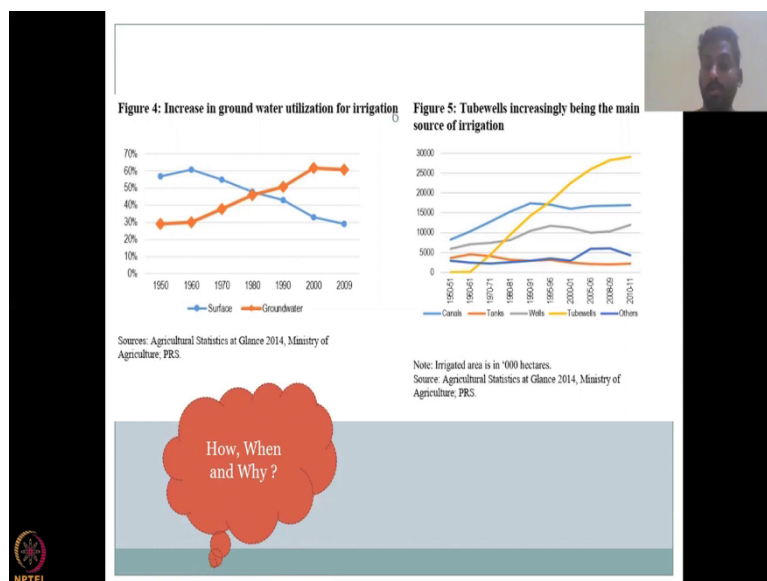 Figure 4: Increase in ground water utilization for irrigation
6
70%
60%
50%
40%
30%
20%
10%
0%
1950 1960 1970 1980 1990 2000 2009
Surface Groundwater
Sources: Agricultural Statistics at Glance 2014, Ministry of
Agriculture; PRS.
Figure 5: Tubewells increasingly being the main
source of irrigation
30000
25000
20000
15000
10000
5000
0
1950-51 1960-61 1970-71 1980-81 1990-91 1995-96 2000-01 2005-06 2008-09 2010-11
Canals Tanks Wells Tubewells Others
Note: Irrigated area is in '000 hectares.
Source: Agricultural Statistics at Glance 2014, Ministry of
Agriculture; PRS.
How, When
and Why ?
NPTEL